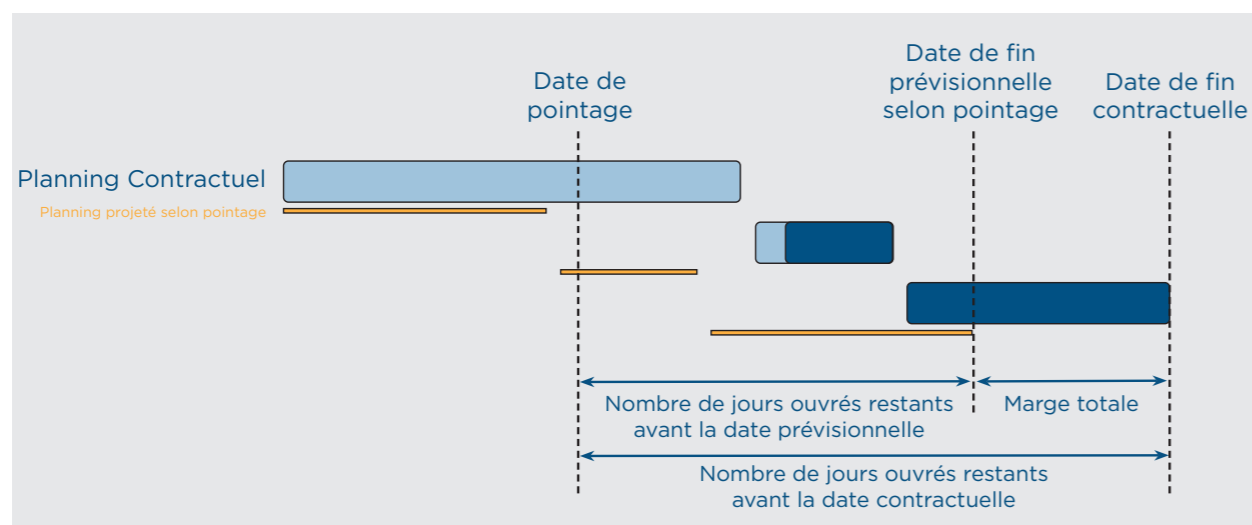 Date de
pointage
Date de fin
prévisionnelle
selon pointage
Date de fin
contractuelle
Planning Contractuel
Planning projeté selon pointage
Nombre de jours ouvrés restants
avant la date prévisionnelle
Marge totale
Nombre de jours ouvrés restants
avant la date contractuelle